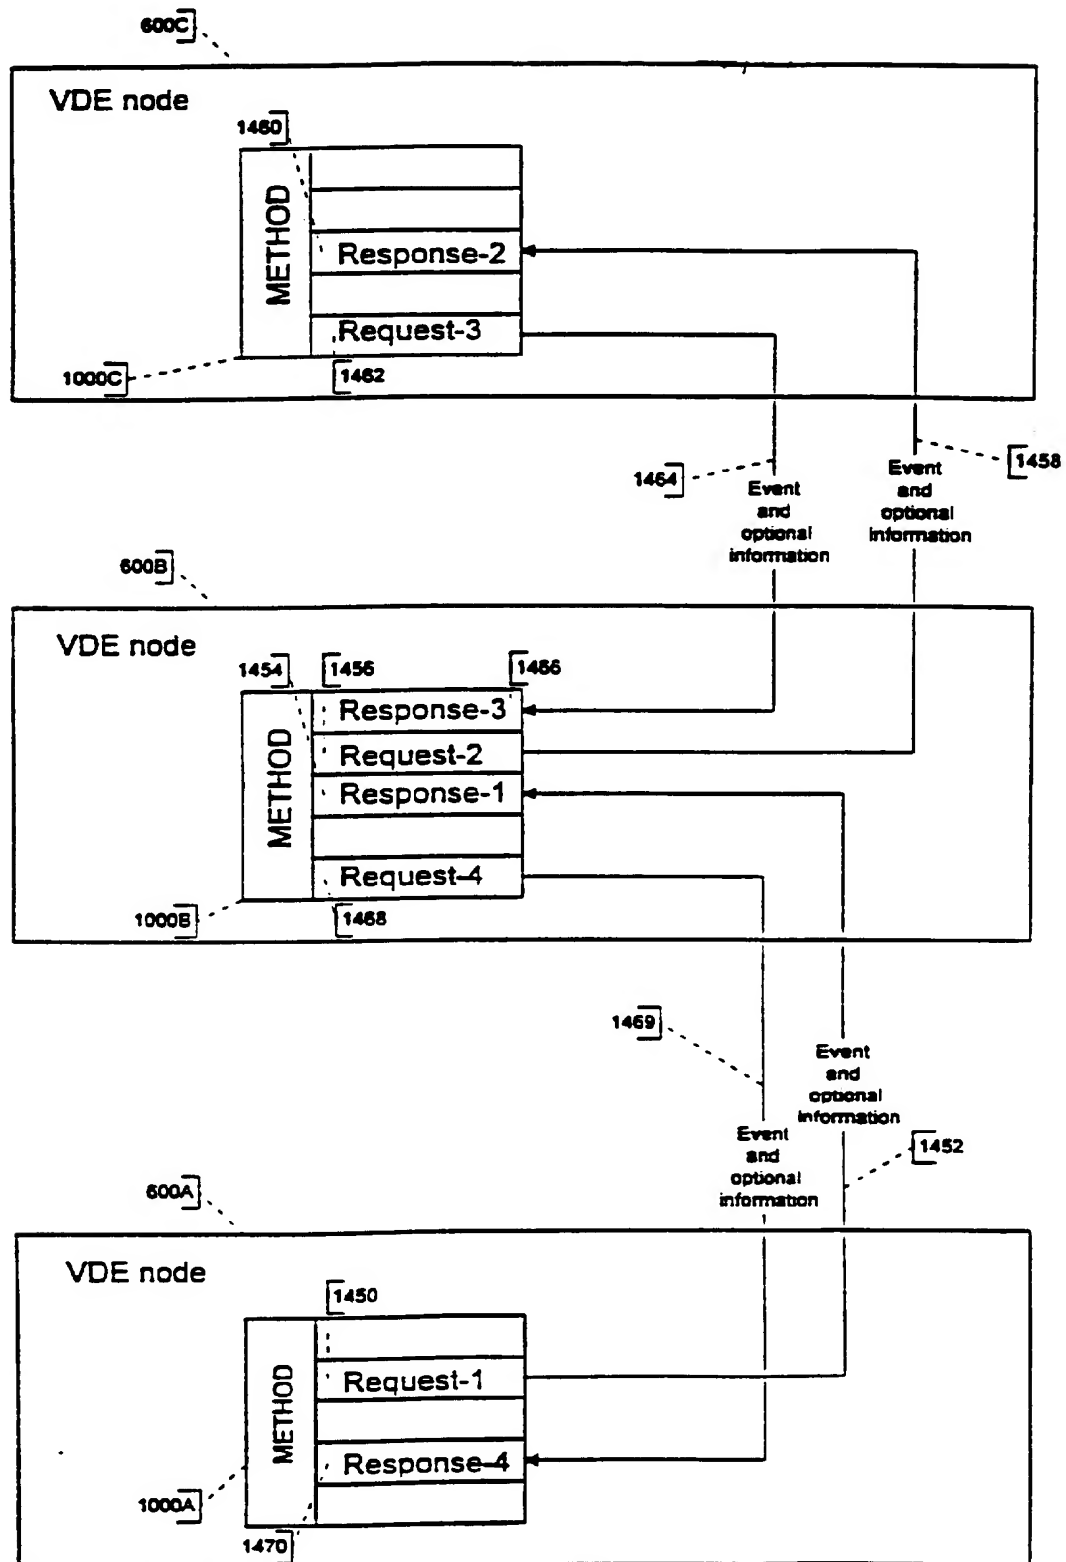 600C
VDE node
1460
METHOD
Response-2
Request-3
1000C
1462
1464
1458
Event
and
optional
information
Event
and
optional
information
600B
VDE node
1454
1456
1466
METHOD
Response-3
Request-2
Response-1
Request-4
1000B
1468
1469
Event
and
optional
information
Event
and
optional
information
1452
600A
VDE node
1450
METHOD
Request-1
Response-4
1000A
1470